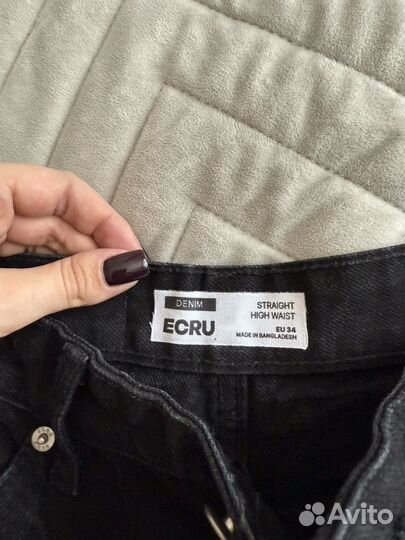 DENIM
ECRU
STRAIGHT
HIGH WAIST
EU 34
MADE IN BANGLADESH
Avito